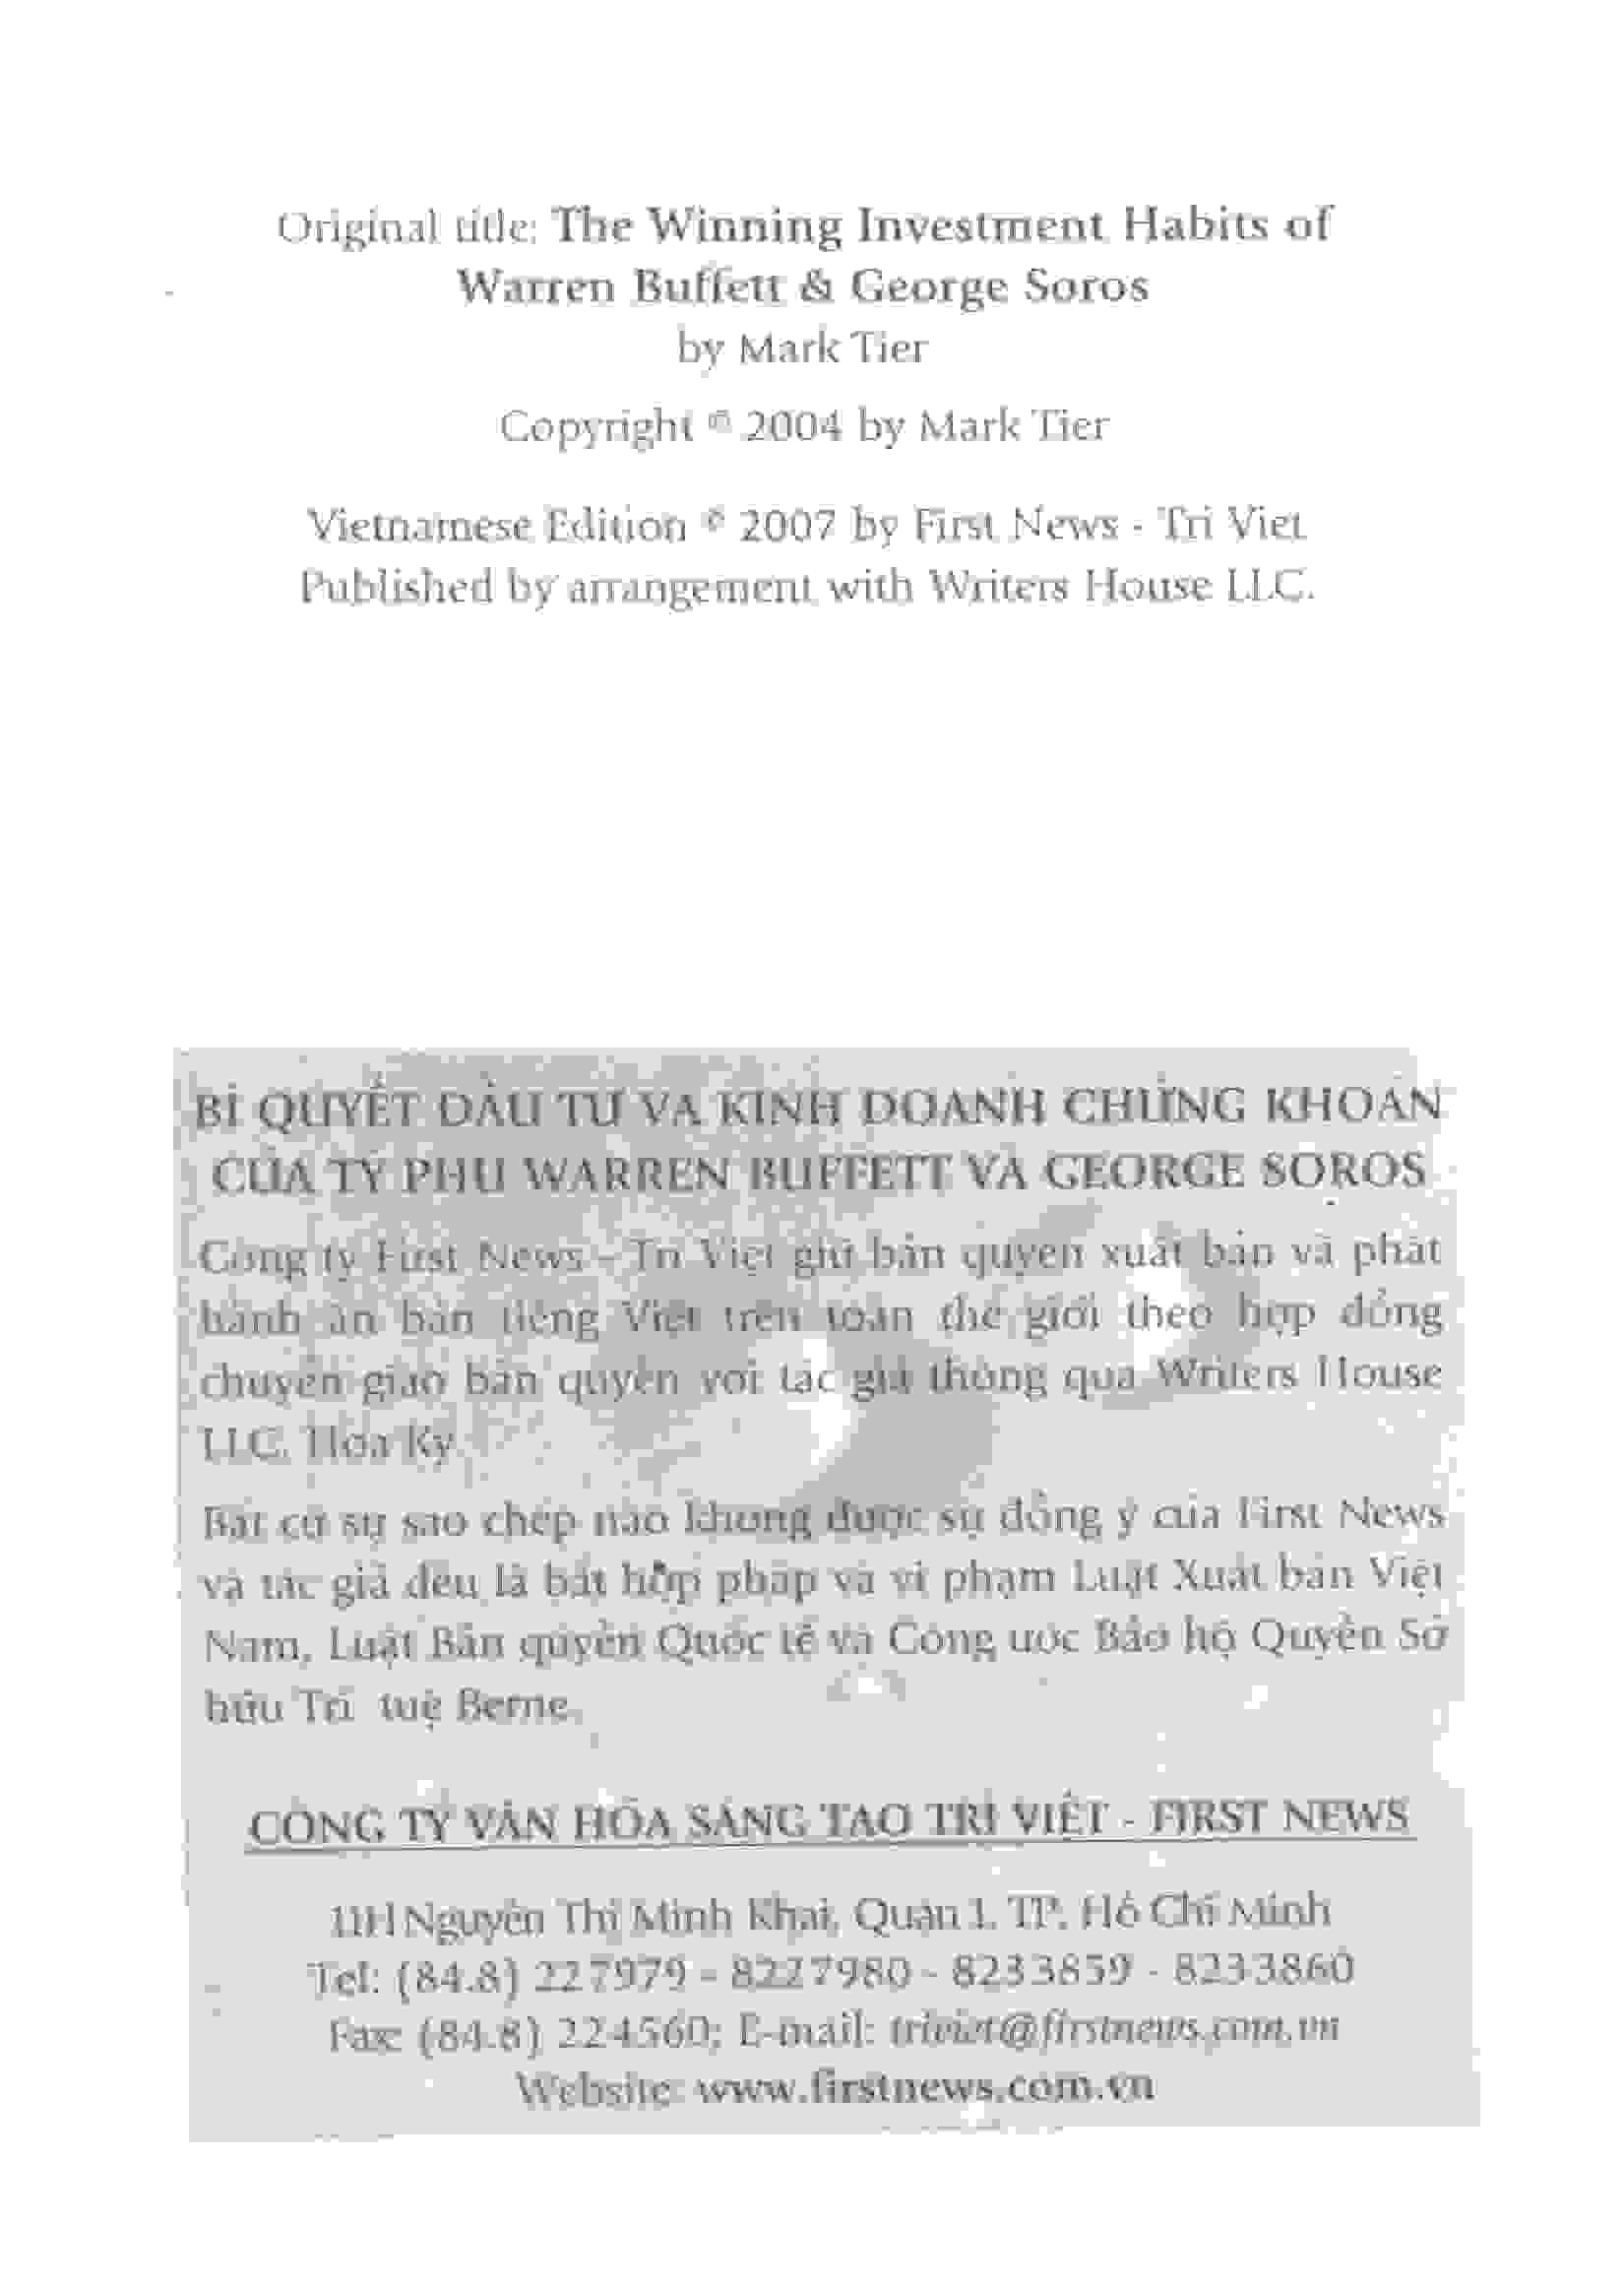 Original title: The Winning Investment Habits of
Warren Buffett & George Soros
by Mark Tier
Copyright © 2004 by Mark Tier
Vietnamese Edition © 2007 by First News - Tri Viet
Published by arrangement with Writers House LLC.
BÍ QUYẾT ĐẦU TƯ VÀ KINH DOANH CHỨNG KHOÁN
CỦA TỶ PHÚ WARREN BUFFETT VÀ GEORGE SOROS
Công ty First News – Trí Việt giữ bản quyền xuất bản và phát
hành ấn bản tiếng Việt trên toàn thế giới theo hợp đồng
chuyển giao bản quyền với tác giả thông qua Writers House
LLC. Hoa Kỳ.
Bất cứ sự sao chép nào không được sự đồng ý của First News
và tác giả đều là bất hợp pháp và vi phạm Luật Xuất bản Việt
Nam, Luật Bản quyền Quốc tế và Công ước Bảo hộ Quyền Sở
hữu Trí tuệ Berne.
CÔNG TY VĂN HÓA SÁNG TẠO TRÍ VIỆT - FIRST NEWS
11H Nguyễn Thị Minh Khai, Quận 1, TP. Hồ Chí Minh
Tel: (84.8) 227979 - 8227980 - 8233859 - 8233860
Fax: (84.8) 224560; E-mail: triviet@firstnews.com.vn
Website: www.firstnews.com.vn